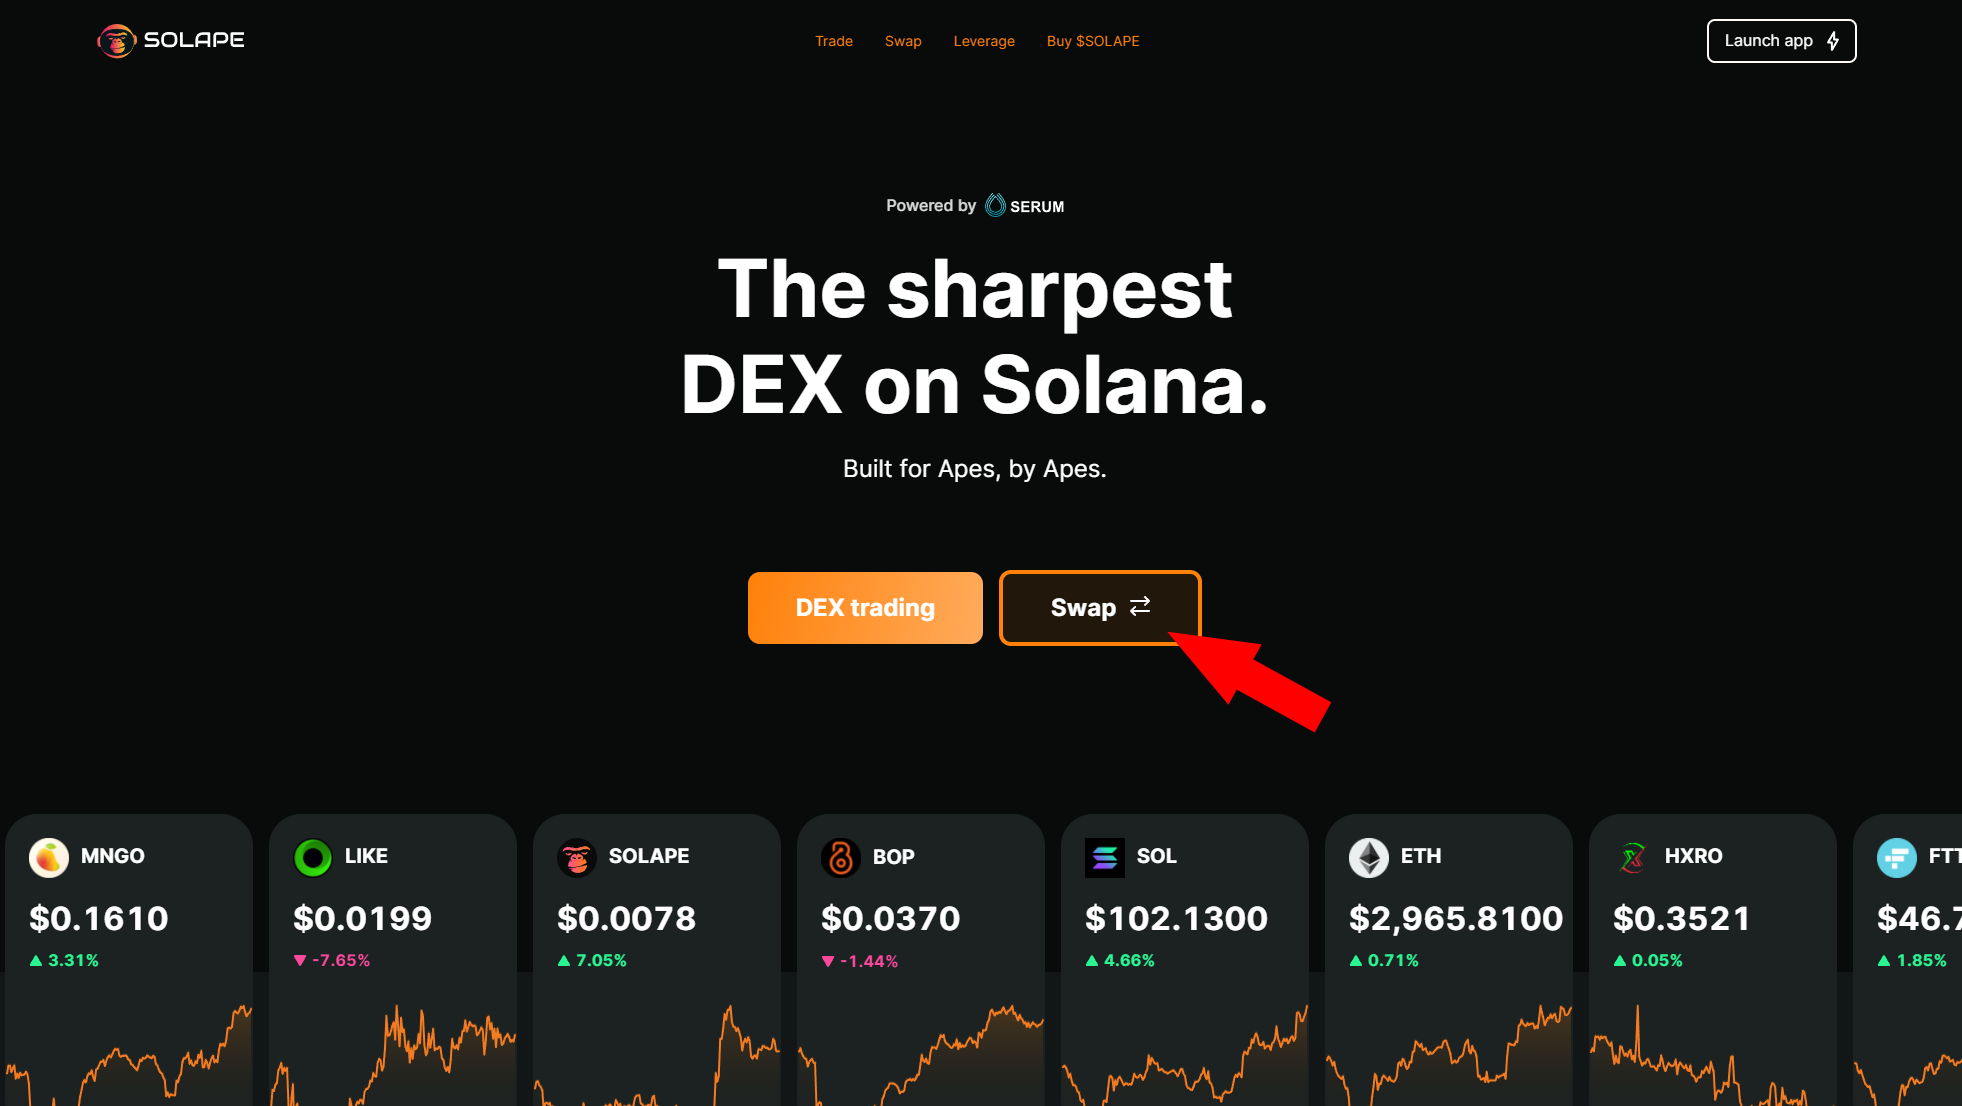 SOLAPE
Trade Swap Leverage Buy $SOLAPE
Launch app
Powered by SERUM
The sharpest
DEX on Solana.
Built for Apes, by Apes.
DEX trading
Swap
MNGO
$0.1610
3.31%
LIKE
$0.0199
-7.65%
SOLAPE
$0.0078
7.05%
BOP
$0.0370
-1.44%
SOL
$102.1300
4.66%
ETH
$2,965.8100
0.71%
HXRO
$0.3521
0.05%
FTT
$46.7
1.85%